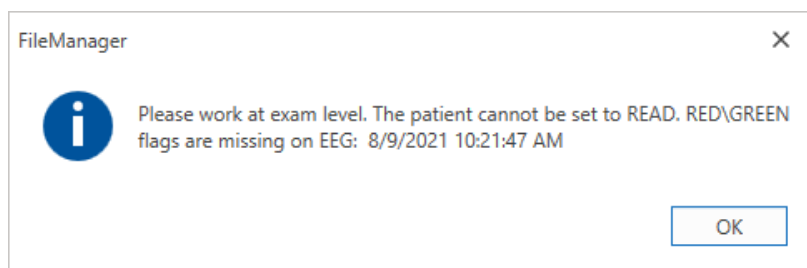 FileManager
Please work at exam level. The patient cannot be set to READ. RED\GREEN
flags are missing on EEG:  8/9/2021 10:21:47 AM
OK